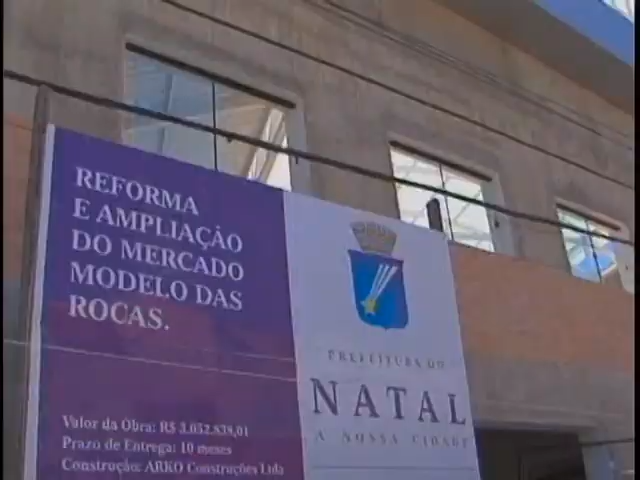 REFORMA
E AMPLIAÇÃO
DO MERCADO
MODELO DAS
ROCAS.
Valor da Obra: R$ 3.052.838,01
Prazo de Entrega: 10 meses
Construção: ARKO Construções Ltda
PREFEITURA DO
NATAL
A NOSSA CIDADE